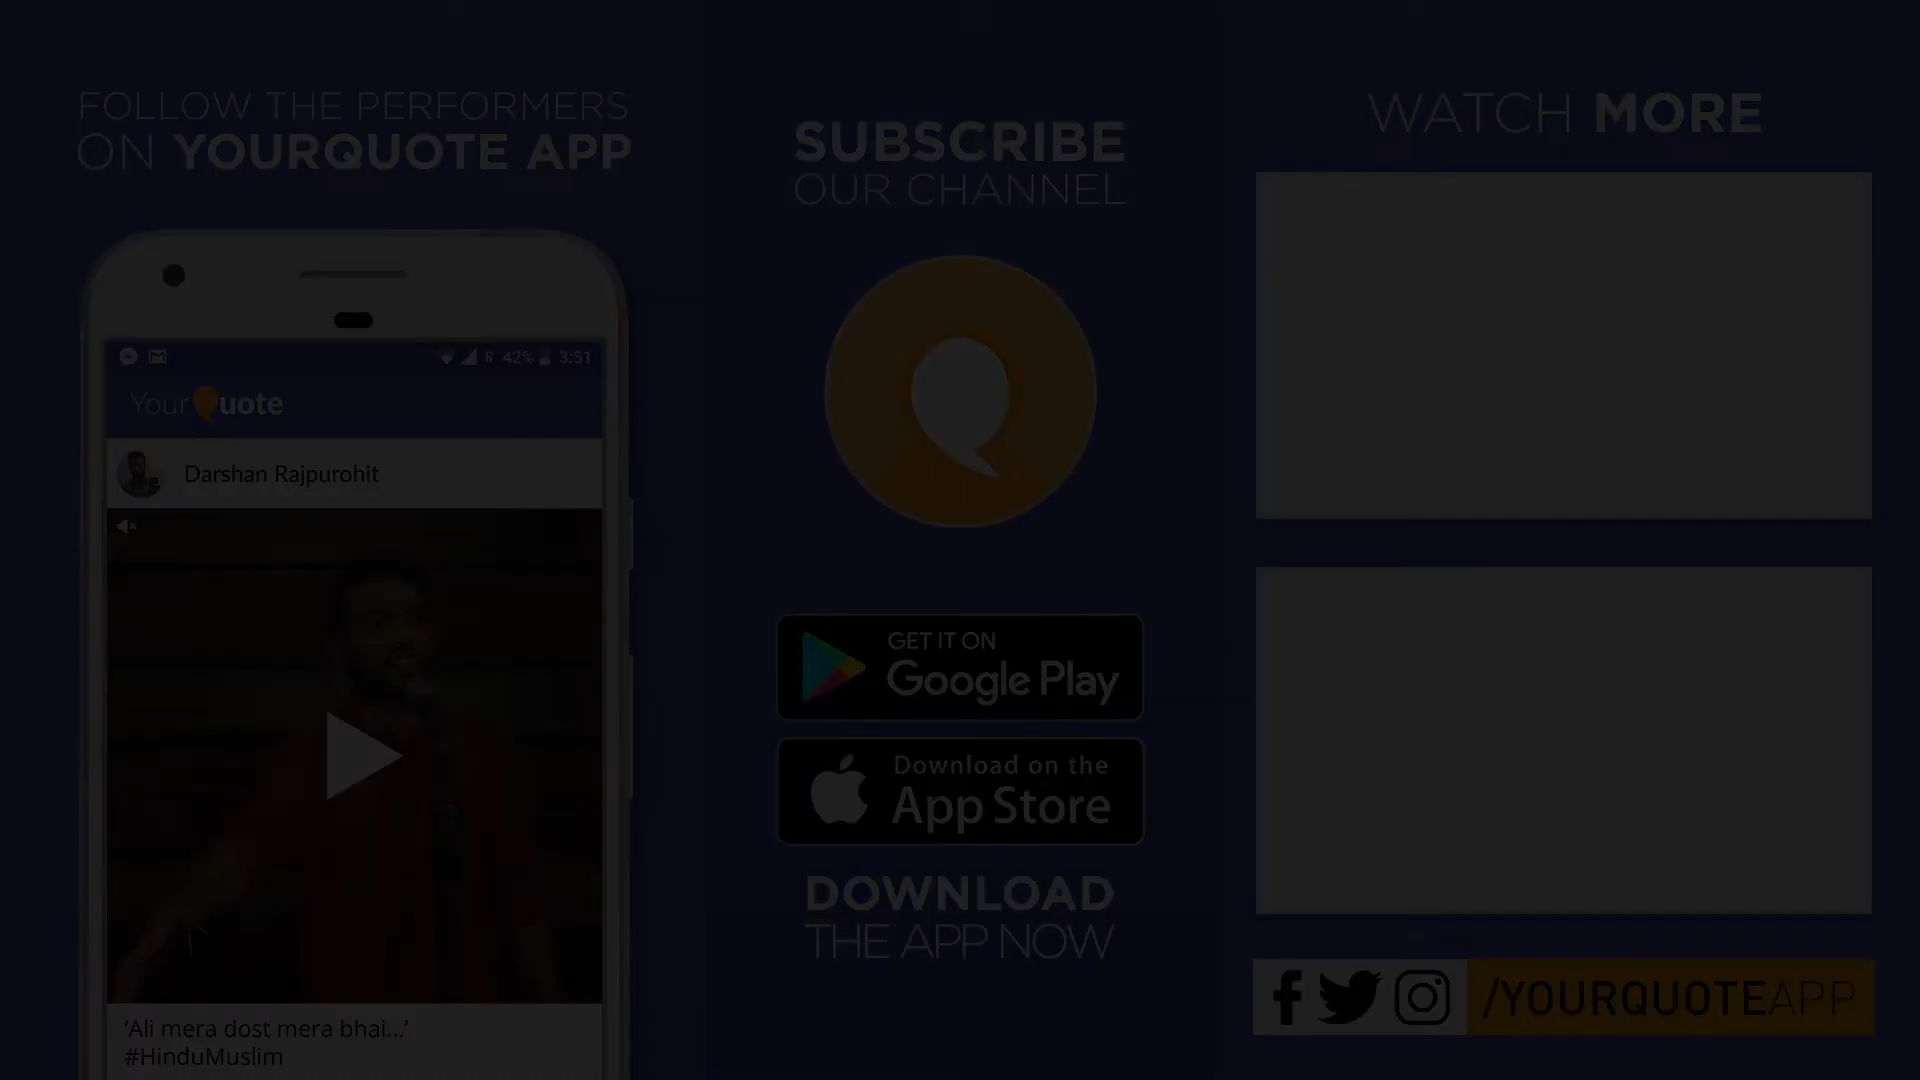 FOLLOW THE PERFORMERS
ON YOURQUOTE APP
42% 3:51
YourQuote
Darshan Rajpurohit
'Ali mera dost mera bhai...'
#HinduMuslim
SUBSCRIBE
OUR CHANNEL
GET IT ON
Google Play
Download on the
App Store
DOWNLOAD
THE APP NOW
WATCH MORE
/YOURQUOTEAPP